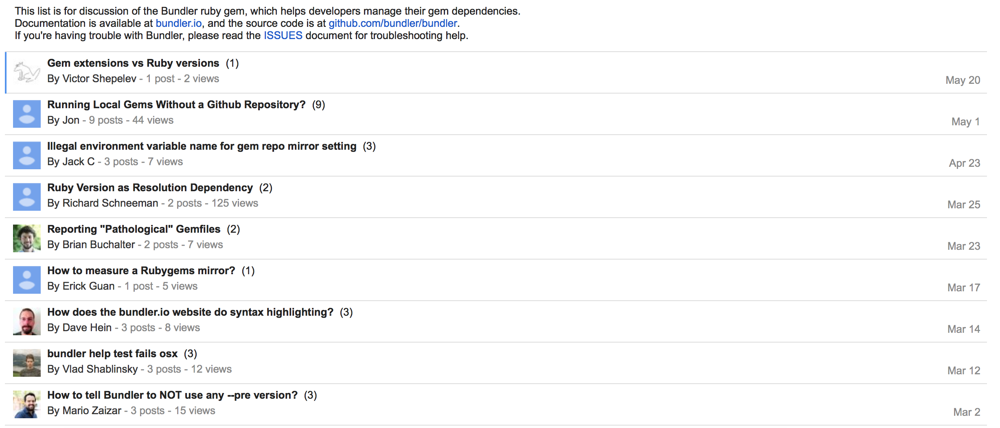 This list is for discussion of the Bundler ruby gem, which helps developers manage their gem dependencies.
Documentation is available at bundler.io, and the source code is at github.com/bundler/bundler.
If you're having trouble with Bundler, please read the ISSUES document for troubleshooting help.
Gem extensions vs Ruby versions (1)
By Victor Shepelev - 1 post - 2 views
May 20
Running Local Gems Without a Github Repository? (9)
By Jon - 9 posts - 44 views
May 1
Illegal environment variable name for gem repo mirror setting (3)
By Jack C - 3 posts - 7 views
Apr 23
Ruby Version as Resolution Dependency (2)
By Richard Schneeman - 2 posts - 125 views
Mar 25
Reporting "Pathological" Gemfiles (2)
By Brian Buchalter - 2 posts - 7 views
Mar 23
How to measure a Rubygems mirror? (1)
By Erick Guan - 1 post - 5 views
Mar 17
How does the bundler.io website do syntax highlighting? (3)
By Dave Hein - 3 posts - 8 views
Mar 14
bundler help test fails osx (3)
By Vlad Shablinsky - 3 posts - 12 views
Mar 12
How to tell Bundler to NOT use any --pre version? (3)
By Mario Zaizar - 3 posts - 15 views
Mar 2